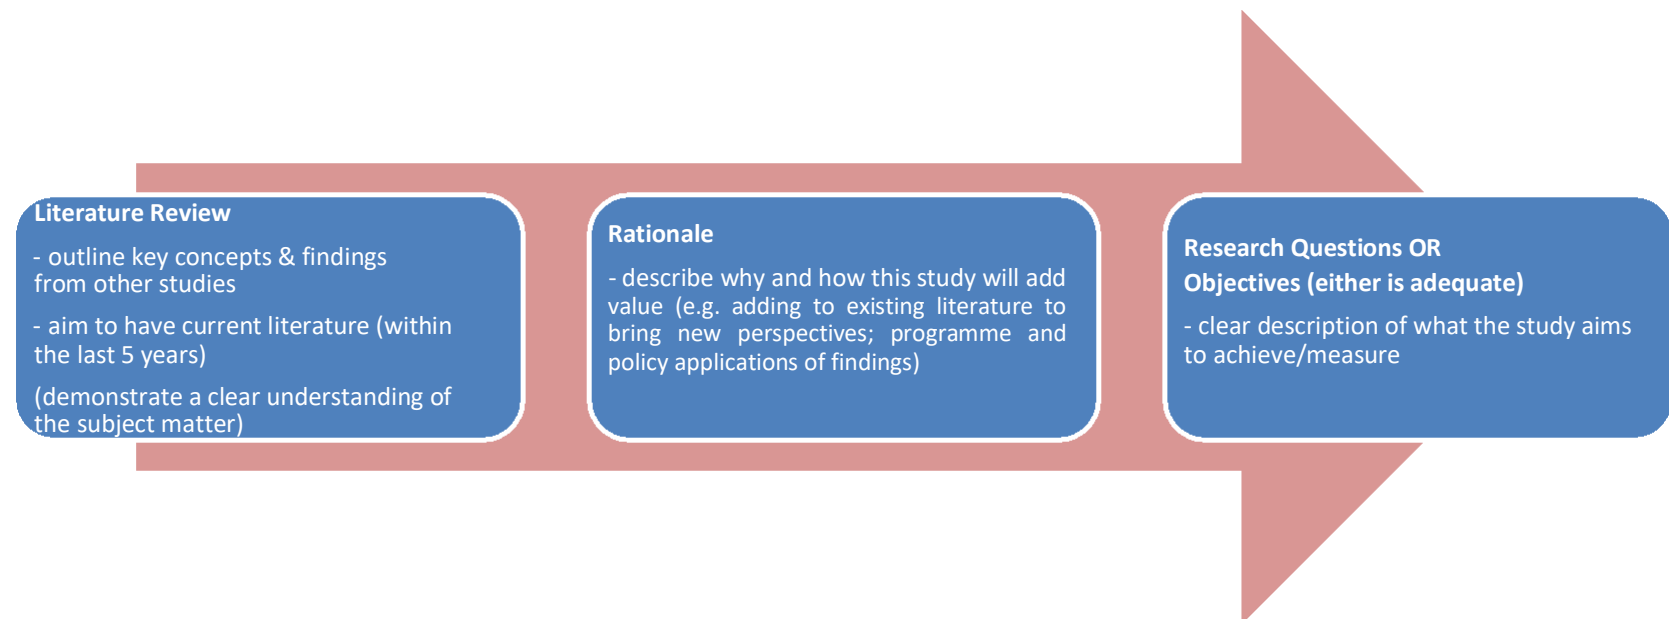 Literature Review
- outline key concepts & findings
from other studies
- aim to have current literature (within
the last 5 years)
(demonstrate a clear understanding of
the subject matter)
Rationale
- describe why and how this study will add
value (e.g. adding to existing literature to
bring new perspectives; programme and
policy applications of findings)
Research Questions OR
Objectives (either is adequate)
- clear description of what the study aims
to achieve/measure